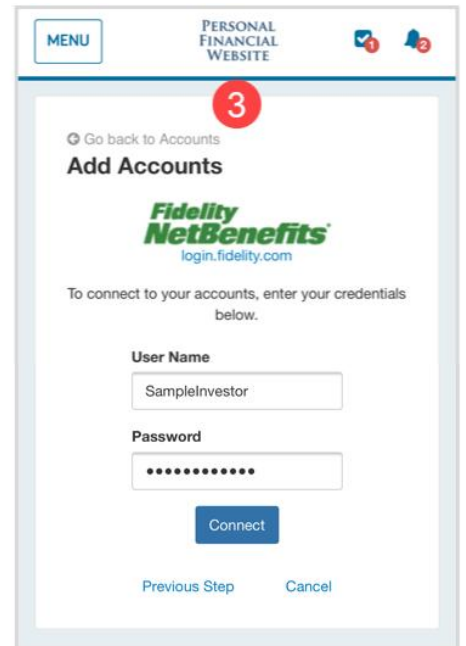 MENU
PERSONAL
FINANCIAL
WEBSITE
1
2
3
Go back to Accounts
Add Accounts
Fidelity
NetBenefits
login.fidelity.com
To connect to your accounts, enter your credentials
below.
User Name
SampleInvestor
Password
••••••••••••
Connect
Previous Step Cancel